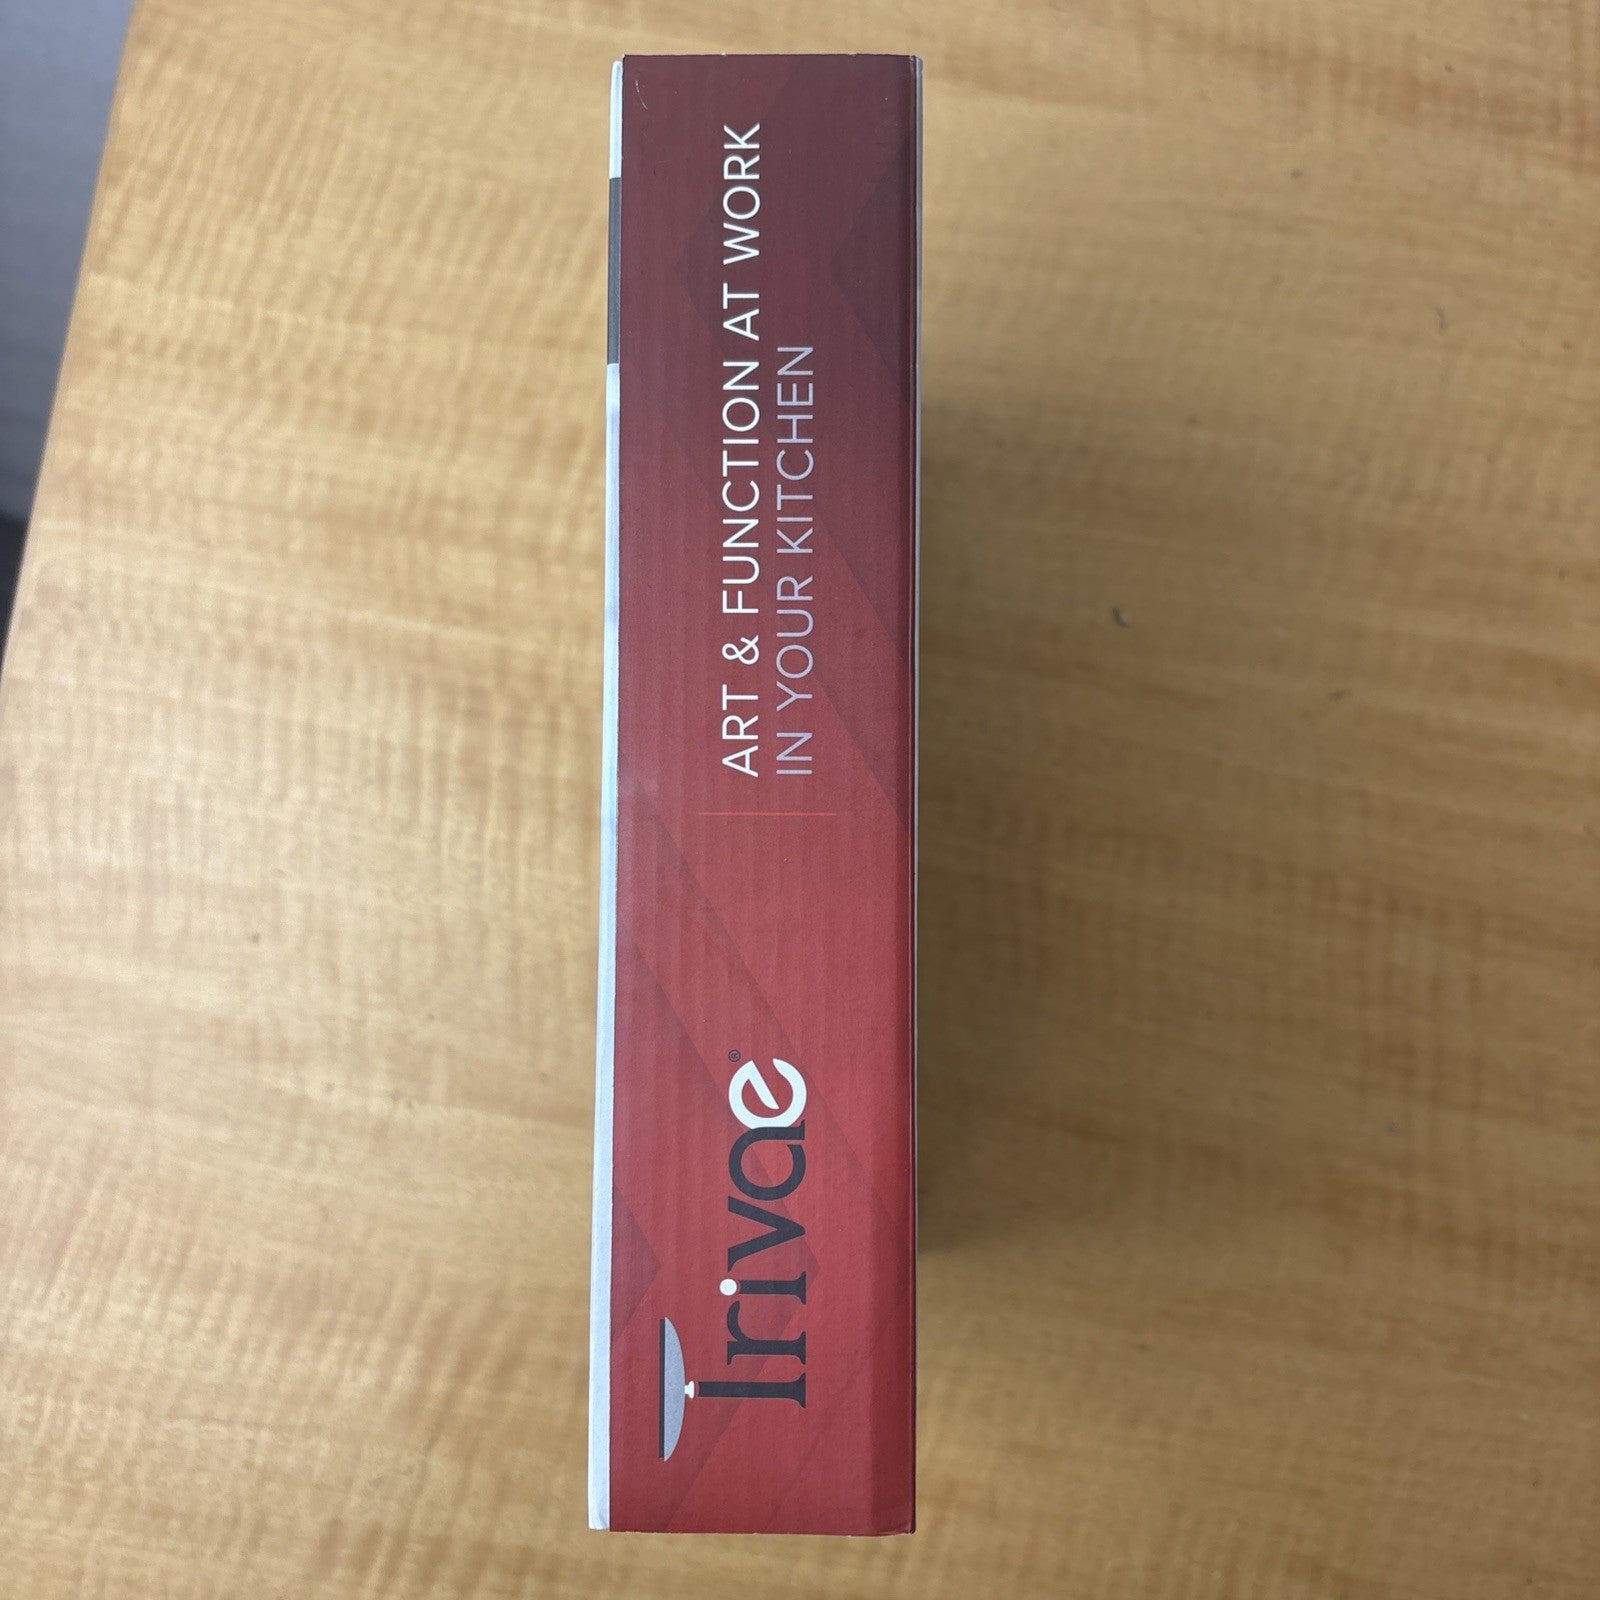 Trivae®
ART & FUNCTION AT WORK
IN YOUR KITCHEN